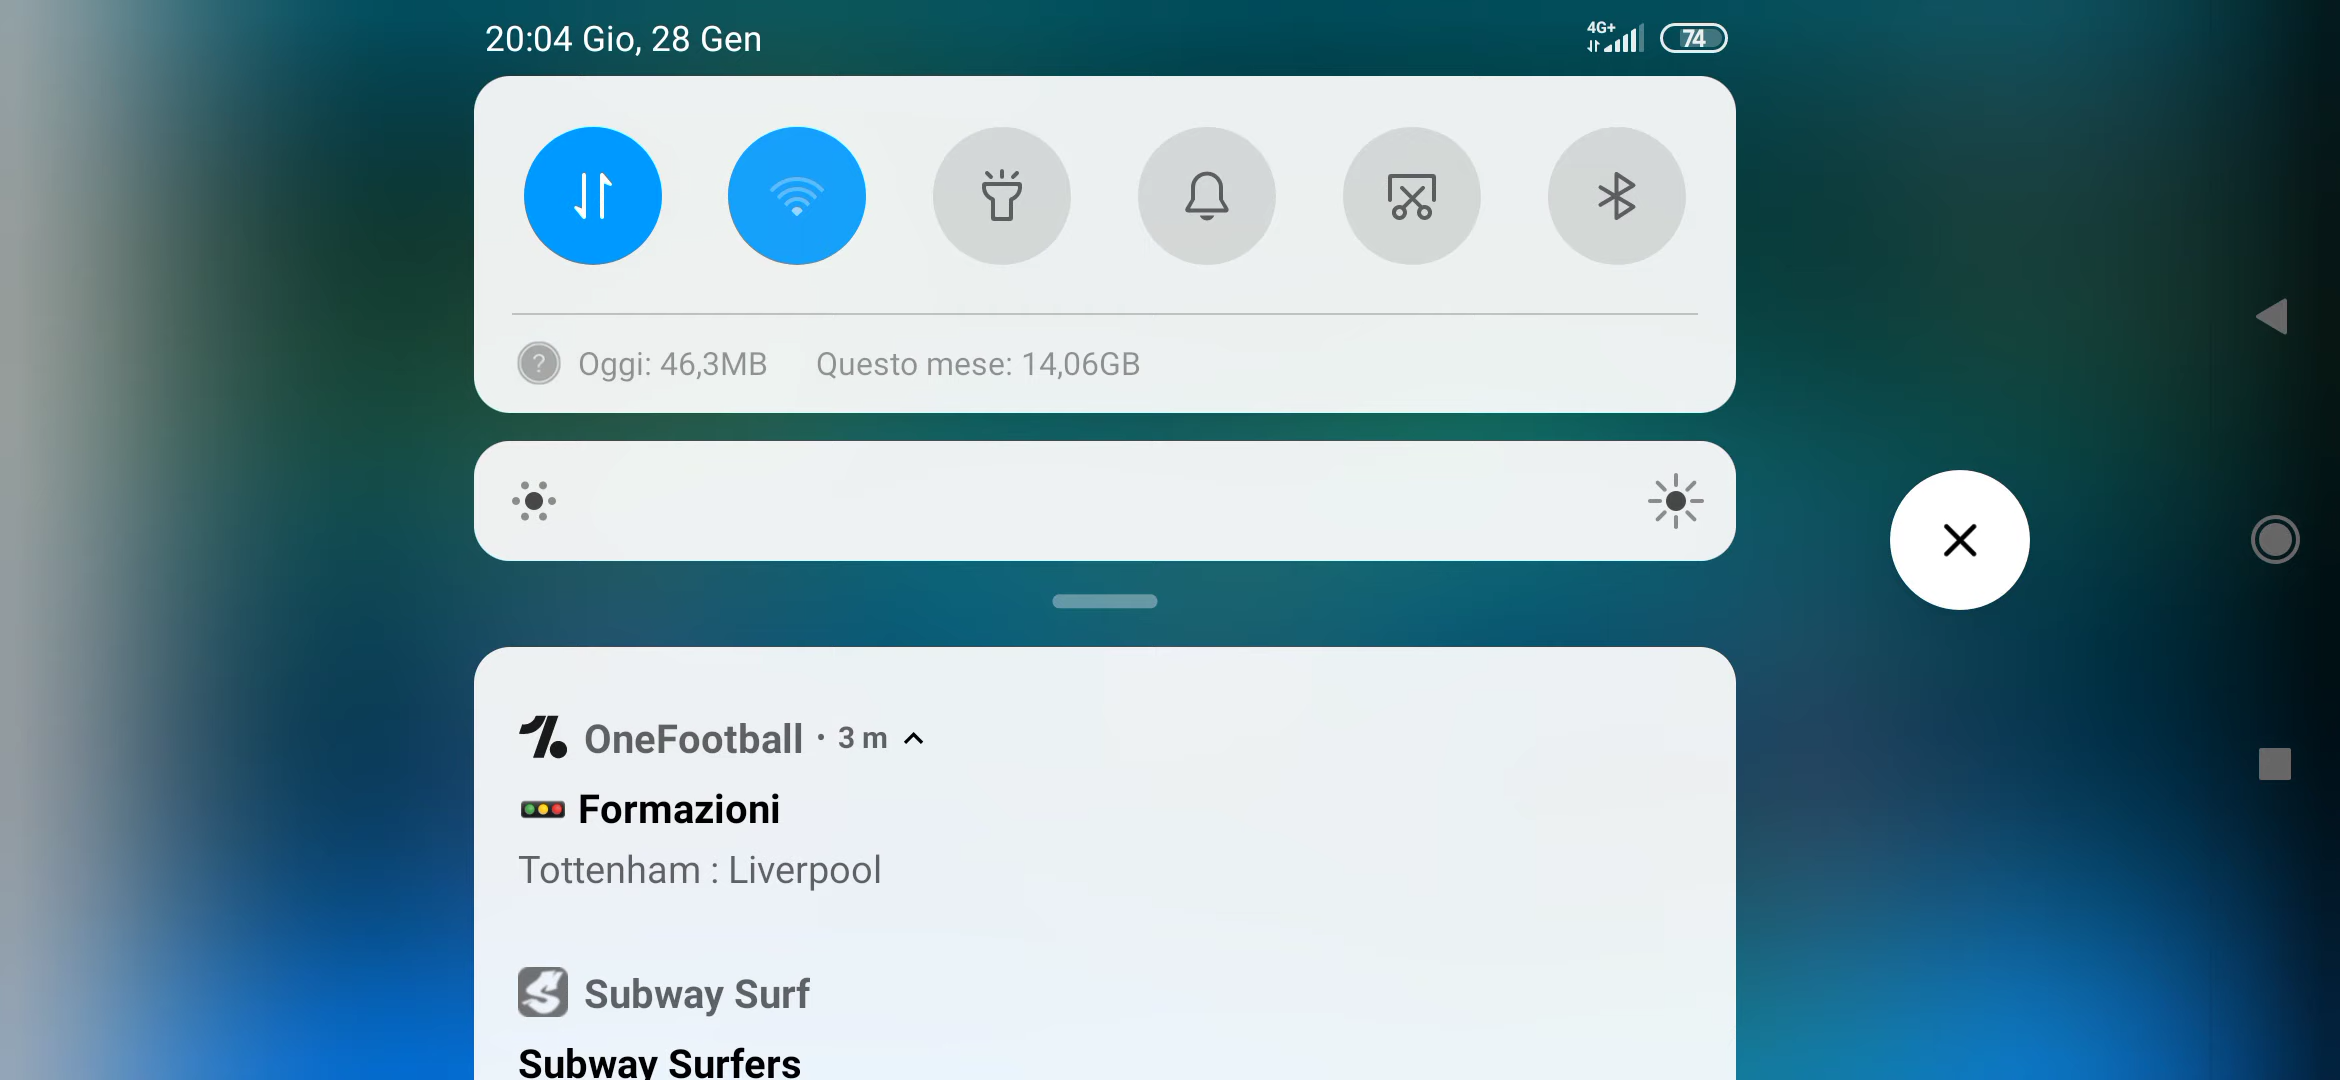 20:04 Gio, 28 Gen
4G+
74
Oggi: 46,3MB Questo mese: 14,06GB
OneFootball · 3 m
Formazioni
Tottenham : Liverpool
Subway Surf
Subway Surfers